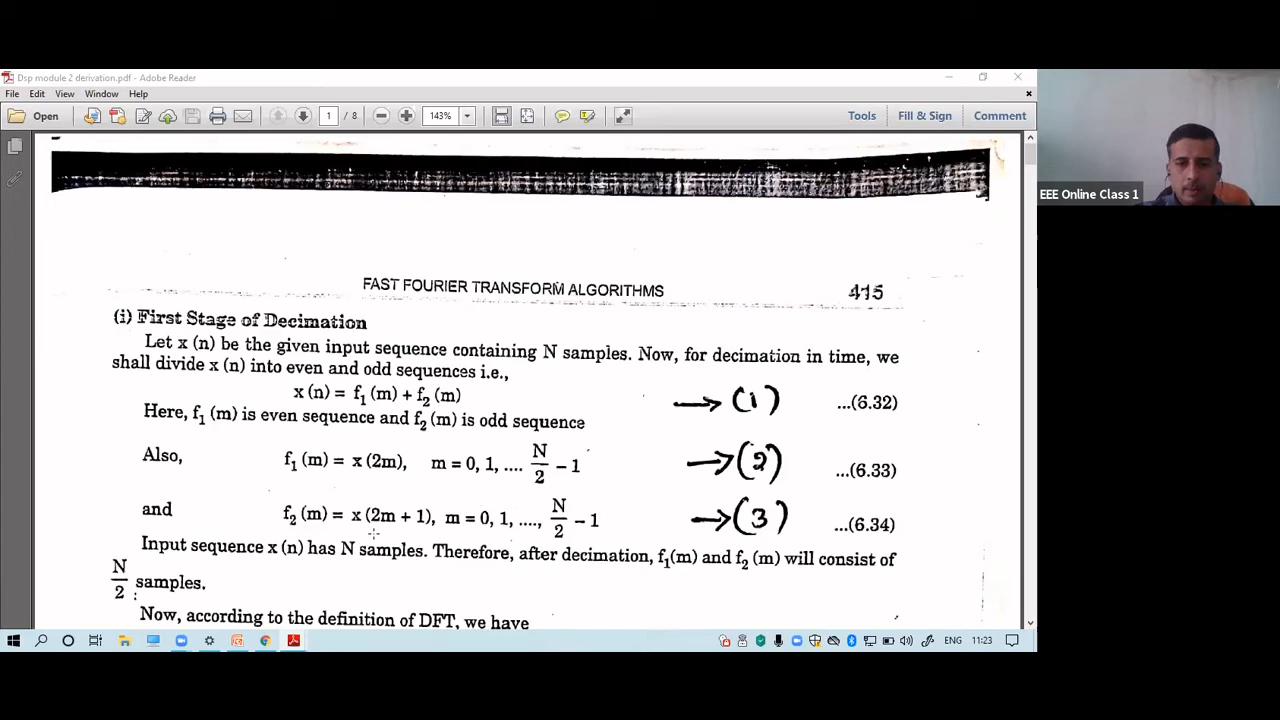 Dsp module 2 derivation.pdf - Adobe Reader
File Edit View Window Help
Open 1 / 8 143% Tools Fill & Sign Comment
EEE Online Class 1
FAST FOURIER TRANSFORM ALGORITHMS 415
(i) First Stage of Decimation
Let x (n) be the given input sequence containing N samples. Now, for decimation in time, we
shall divide x (n) into even and odd sequences i.e.,
x (n) = f₁ (m) + f₂ (m) → (1) ...(6.32)
Here, f₁ (m) is even sequence and f₂ (m) is odd sequence
Also, f₁ (m) = x (2m), m = 0, 1, .... N/2 − 1 → (2) ...(6.33)
and f₂ (m) = x (2m + 1), m = 0, 1, ...., N/2 − 1 → (3) ...(6.34)
Input sequence x (n) has N samples. Therefore, after decimation, f₁(m) and f₂ (m) will consist of
N/2 samples.
Now, according to the definition of DFT, we have
ENG 11:23